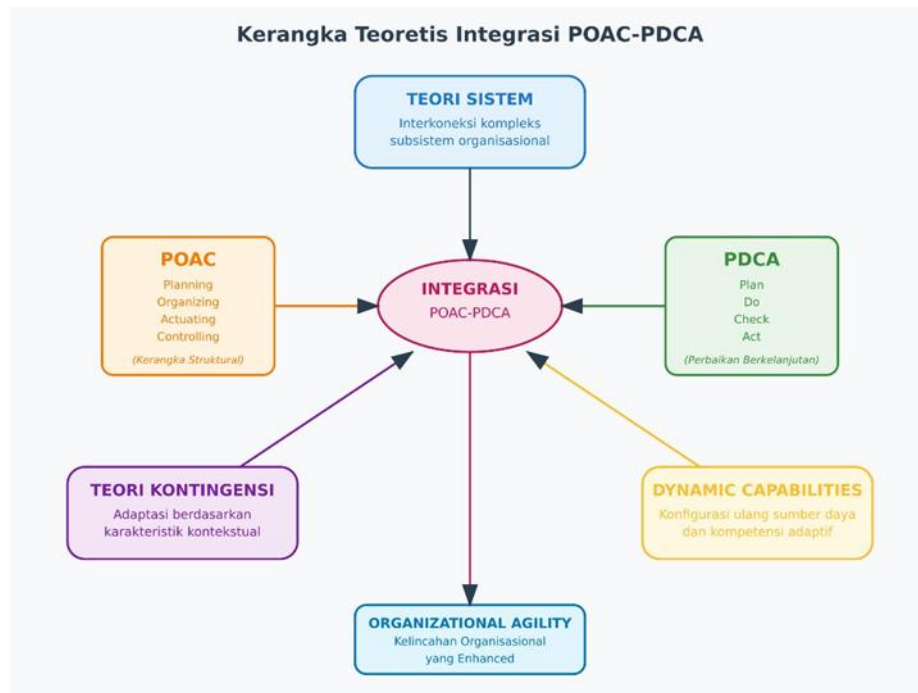 Kerangka Teoretis Integrasi POAC-PDCA
TEORI SISTEM
Interkoneksi kompleks
subsistem organisasional
POAC
Planning
Organizing
Actuating
Controlling
(Kerangka Struktural)
INTEGRASI
POAC-PDCA
PDCA
Plan
Do
Check
Act
(Perbaikan Berkelanjutan)
TEORI KONTINGENSI
Adaptasi berdasarkan
karakteristik kontekstual
DYNAMIC CAPABILITIES
Konfigurasi ulang sumber daya
dan kompetensi adaptif
ORGANIZATIONAL AGILITY
Kelincahan Organisasional
yang Enhanced